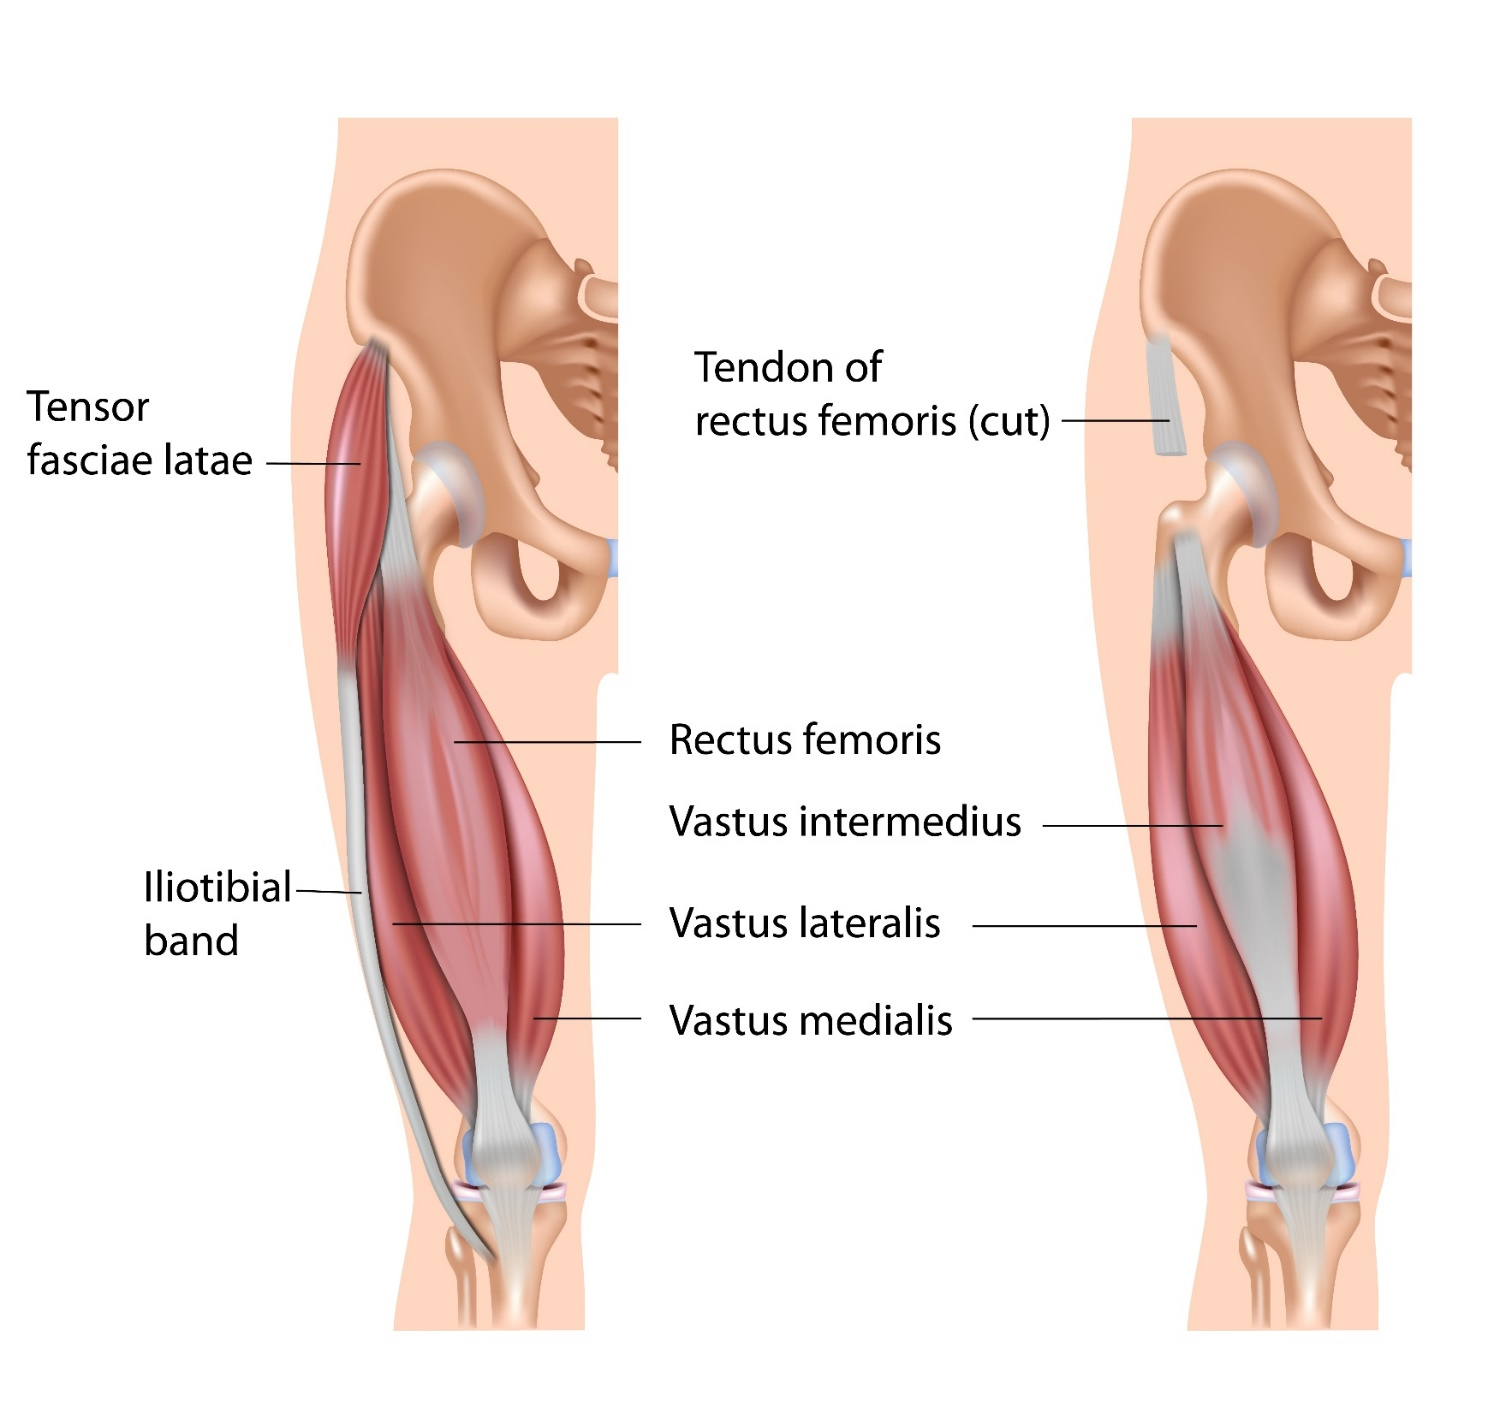 Tensor
fasciae latae
Tendon of
rectus femoris (cut)
Rectus femoris
Vastus intermedius
Iliotibial
band
Vastus lateralis
Vastus medialis